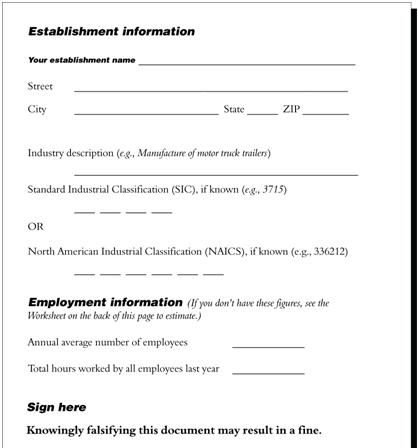 Establishment information
Your establishment name
Street
City State ZIP
Industry description (e.g., Manufacture of motor truck trailers)
Standard Industrial Classification (SIC), if known (e.g., 3715)
OR
North American Industrial Classification (NAICS), if known (e.g., 336212)
Employment information (If you don't have these figures, see the
Worksheet on the back of this page to estimate.)
Annual average number of employees
Total hours worked by all employees last year
Sign here
Knowingly falsifying this document may result in a fine.